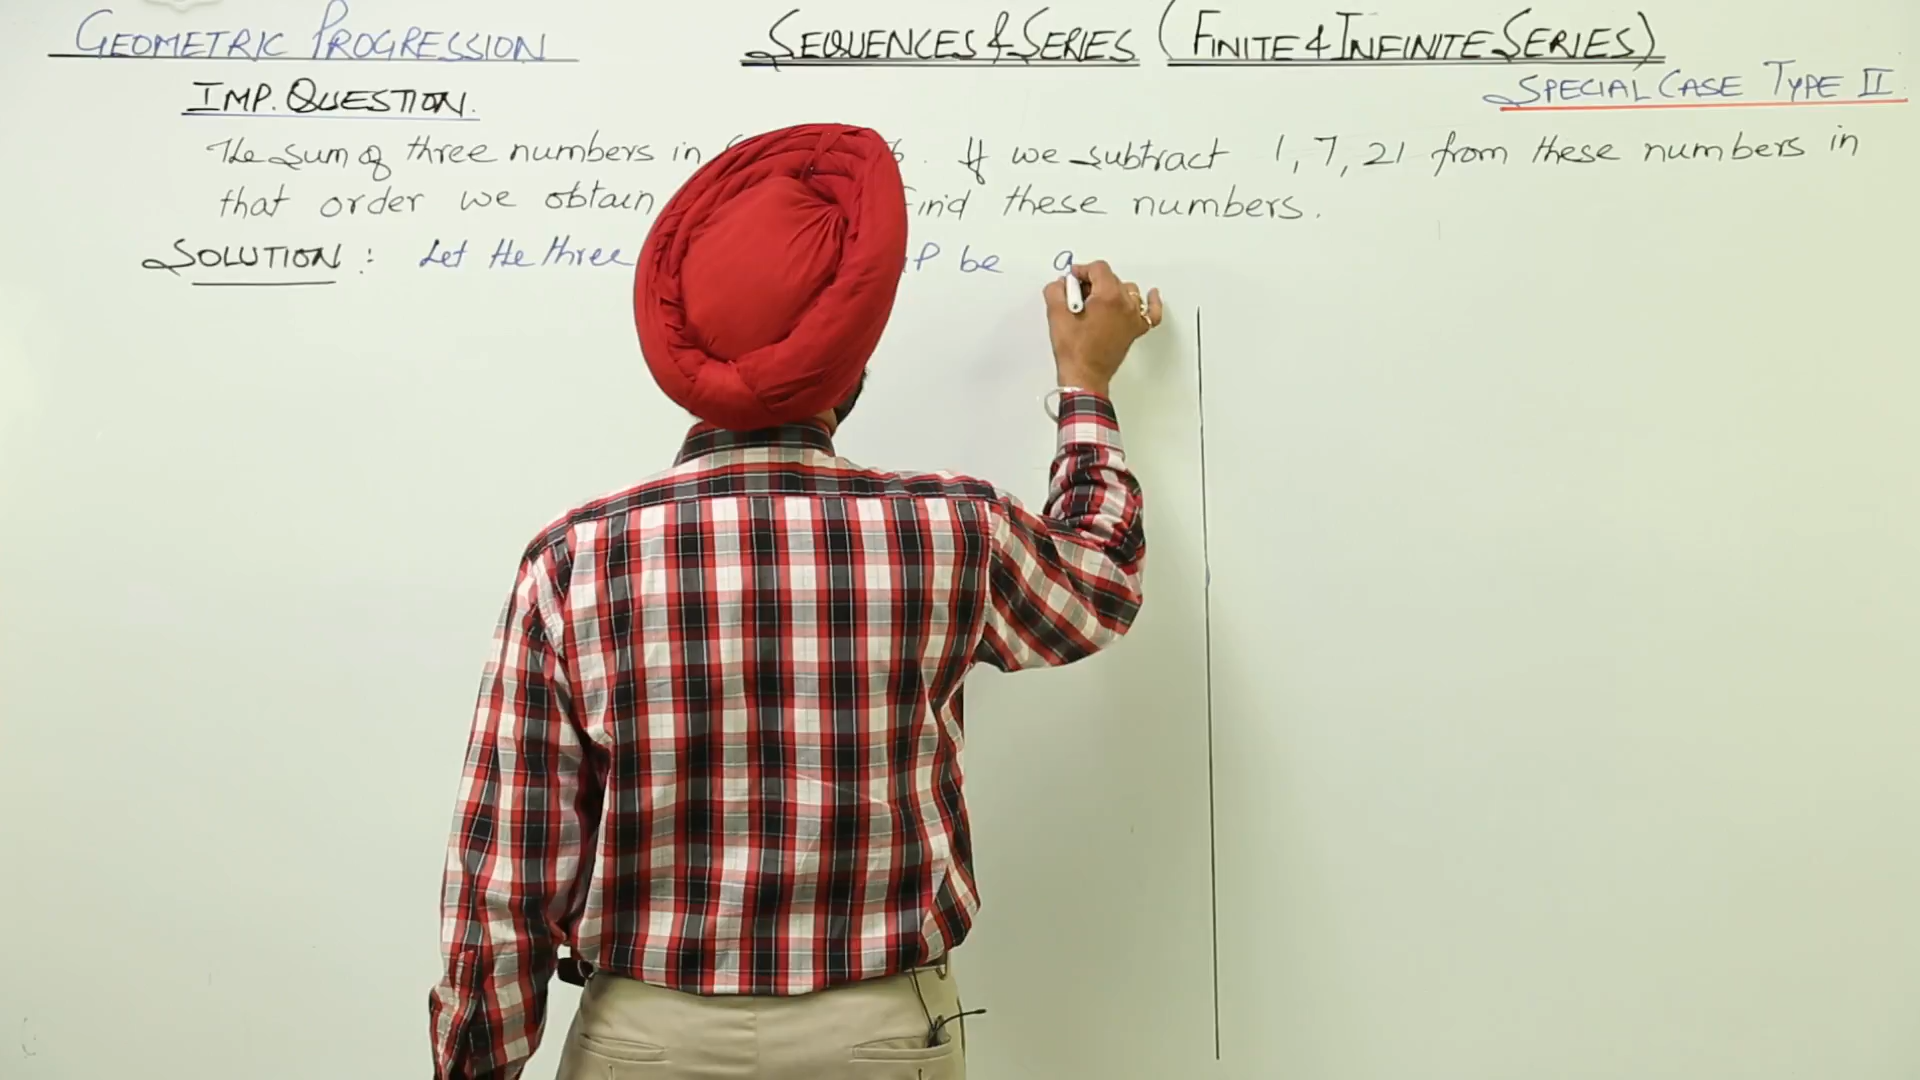 GEOMETRIC PROGRESSION
SEQUENCES & SERIES (FINITE & INFINITE SERIES)
IMP. QUESTION.
SPECIAL CASE TYPE II.
The sum of three numbers in 6. If we subtract 1, 7, 21 from these numbers in
that order we obtain find these numbers.
SOLUTION: Let the three be a